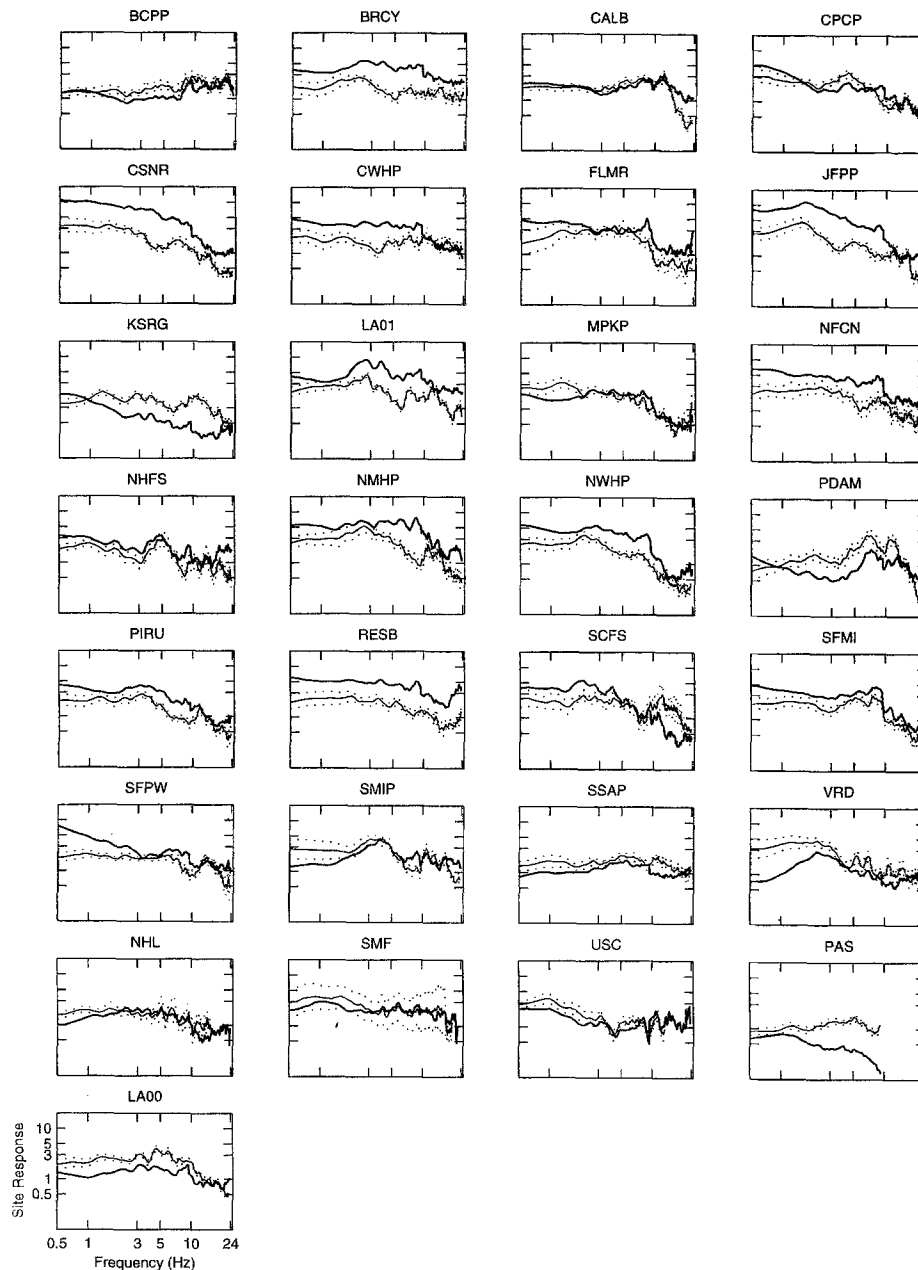 BCPP BRCY CALB CPCP
CSNR CWHP FLMR JFPP
KSRG LA01 MPKP NFCN
NHFS NMHP NWHP PDAM
PIRU RESB SCFS SFMI
SFPW SMIP SSAP VRD
NHL SMF USC PAS
LA00
Site Response
10
5
3
1
0.5
0.5 1 3 5 10 24
Frequency (Hz)